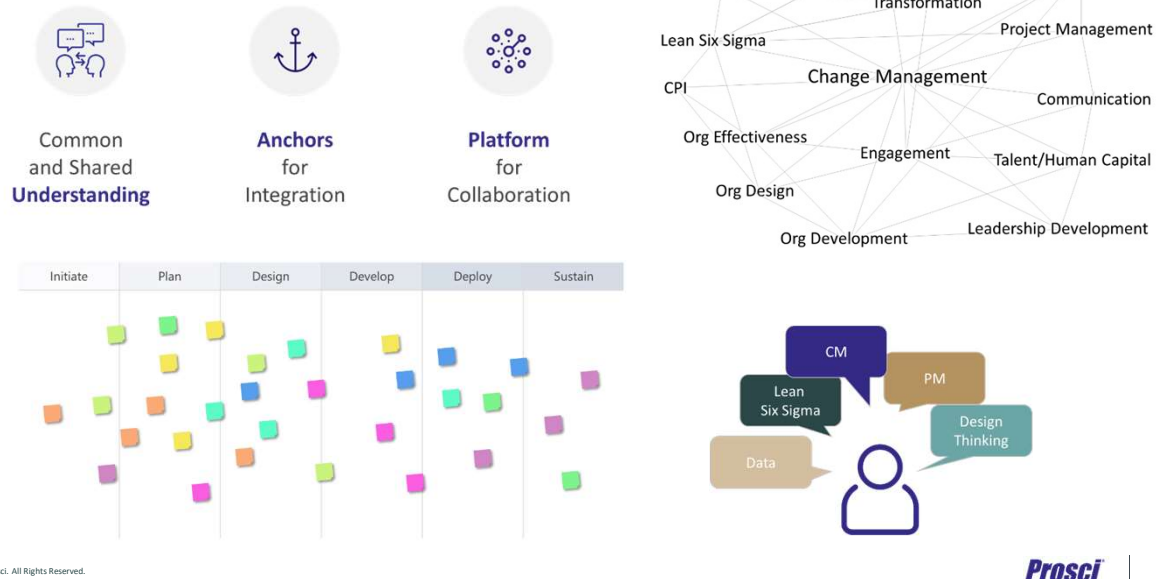 Common
and Shared
Understanding
Anchors
for
Integration
Platform
for
Collaboration
Transformation
Lean Six Sigma
Project Management
Change Management
CPI
Communication
Org Effectiveness
Engagement
Talent/Human Capital
Org Design
Leadership Development
Org Development
Initiate Plan Design Develop Deploy Sustain
CM
PM
Lean
Six Sigma
Design
Thinking
Data
ci. All Rights Reserved.
Prosci